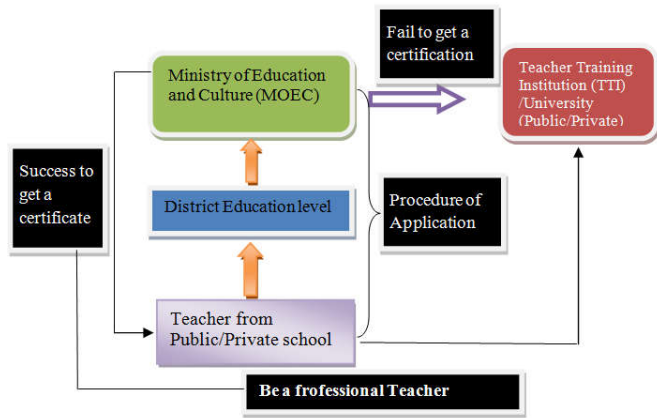 Fail to get a
certification
Ministry of Education
and Culture (MOEC)
Teacher Training
Institution (TTI)
/University
(Public/Private)
Success to
get a
certificate
District Education level
Procedure of
Application
Teacher from
Public/Private school
Be a frofessional Teacher